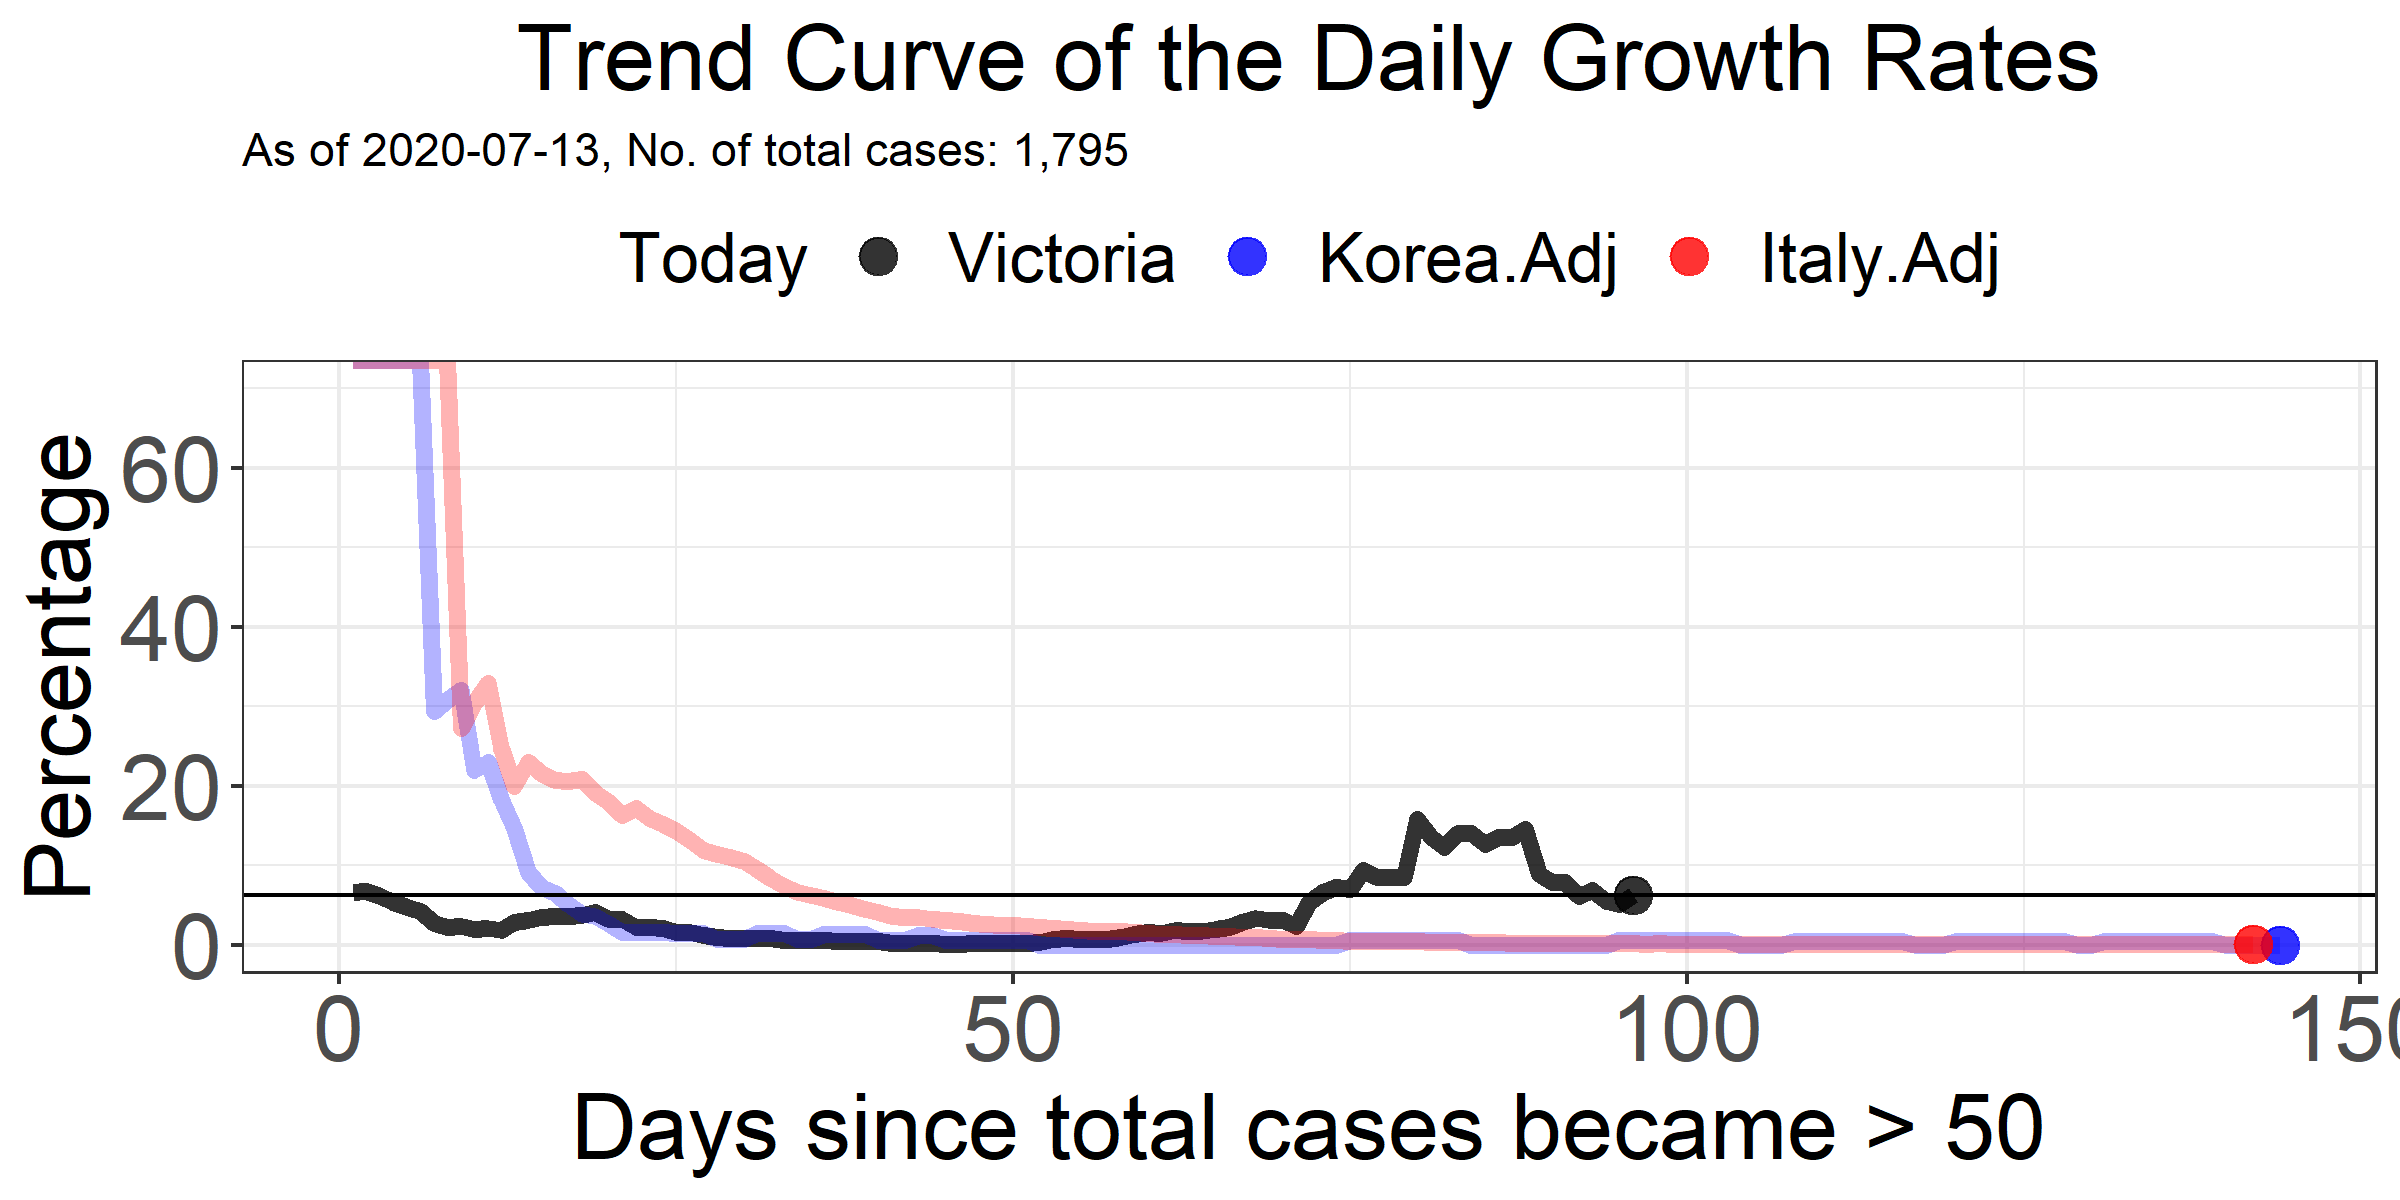 Trend Curve of the Daily Growth Rates
As of 2020-07-13, No. of total cases: 1,795
Today Victoria Korea.Adj Italy.Adj
Percentage
60
40
20
0
0 50 100 150
Days since total cases became > 50